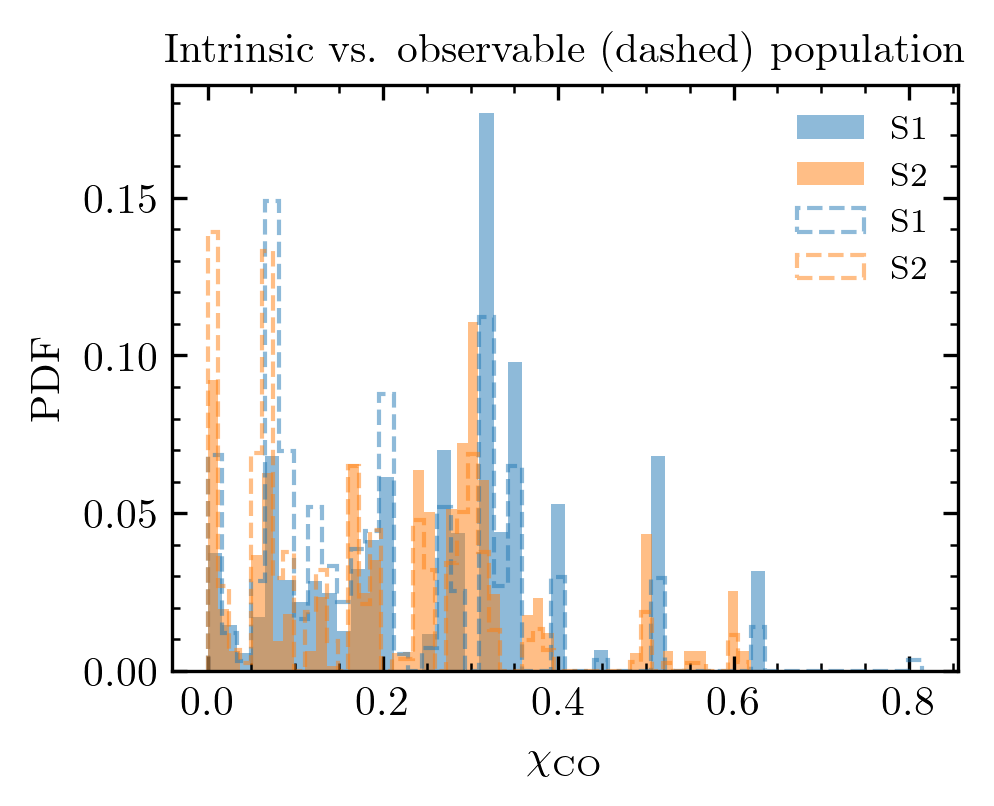 Intrinsic vs. observable (dashed) population
S1
S2
S1
S2
0.15
0.10
0.05
0.00
PDF
0.0 0.2 0.4 0.6 0.8
χCO